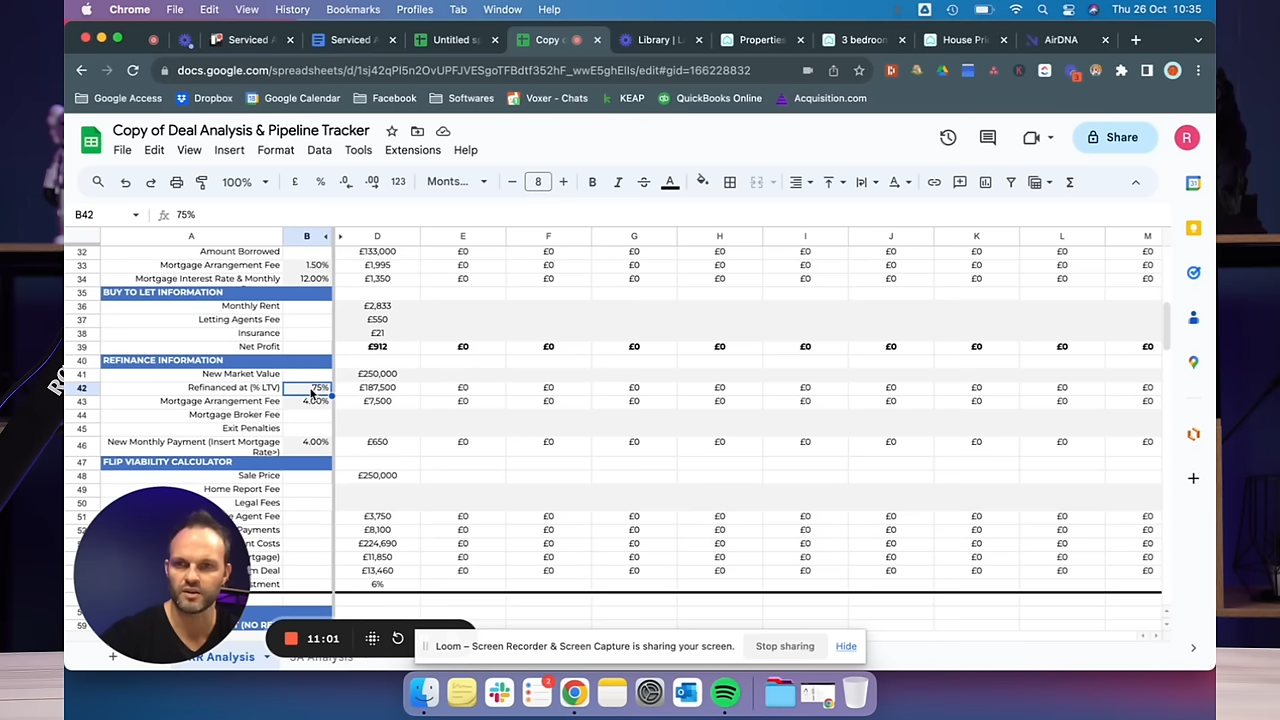 Chrome File Edit View History Bookmarks Profiles Tab Window Help Thu 26 Oct 10:35
Serviced A Serviced A Untitled sp Copy o Library | L Properties 3 bedroom House Pric AirDNA
docs.google.com/spreadsheets/d/1sj42qPI5n2OvUPFJVESgoTFBdtf352hF_wwE5ghElIs/edit#gid=166228832
Google Access Dropbox Google Calendar Facebook Softwares Voxer - Chats KEAP QuickBooks Online Acquisition.com
Copy of Deal Analysis & Pipeline Tracker
File Edit View Insert Format Data Tools Extensions Help
Share R
100% £ % .0 .00 123 Monts... 8 B I S A
B42 fx 75%
A B D E F G H I J K L M
32 Amount Borrowed £133,000 £0 £0 £0 £0 £0 £0 £0 £0 £0
33 Mortgage Arrangement Fee 1.50% £1,995 £0 £0 £0 £0 £0 £0 £0 £0 £0
34 Mortgage Interest Rate & Monthly 12.00% £1,350 £0 £0 £0 £0 £0 £0 £0 £0 £0
35 BUY TO LET INFORMATION
36 Monthly Rent £2,833
37 Letting Agents Fee £550
38 Insurance £21
39 Net Profit £912 £0 £0 £0 £0 £0 £0 £0 £0 £0
40 REFINANCE INFORMATION
41 New Market Value £250,000
42 Refinanced at (% LTV) 75% £187,500 £0 £0 £0 £0 £0 £0 £0 £0 £0
43 Mortgage Arrangement Fee 4.00% £7,500 £0 £0 £0 £0 £0 £0 £0 £0 £0
44 Mortgage Broker Fee
45 Exit Penalties
46 New Monthly Payment (Insert Mortgage Rate>) 4.00% £650 £0 £0 £0 £0 £0 £0 £0 £0 £0
47 FLIP VIABILITY CALCULATOR
48 Sale Price £250,000
49 Home Report Fee
50 Legal Fees
51 Agent Fee £3,750 £0 £0 £0 £0 £0 £0 £0 £0 £0
52 Payments £8,100 £0 £0 £0 £0 £0 £0 £0 £0 £0
Costs £224,690 £0 £0 £0 £0 £0 £0 £0 £0 £0
£11,850 £0 £0 £0 £0 £0 £0 £0 £0 £0
Deal £13,460 £0 £0 £0 £0 £0 £0 £0 £0 £0
6%
59
11:01
Loom – Screen Recorder & Screen Capture is sharing your screen. Stop sharing Hide
Analysis
2